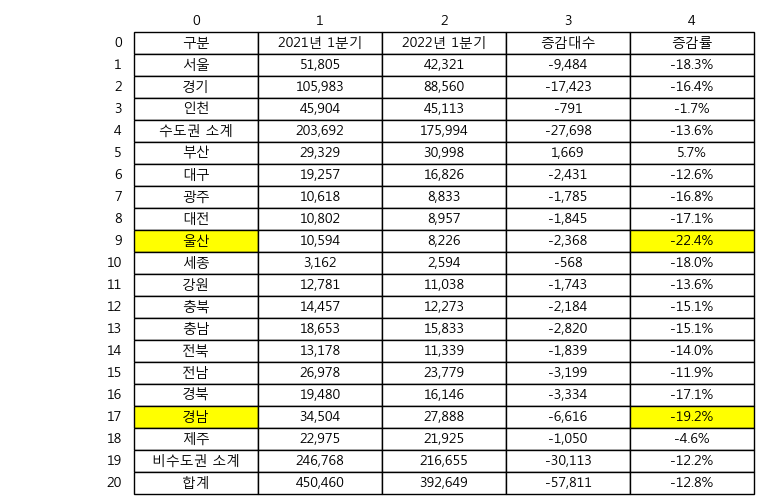 0 1 2 3 4
0 구분 2021년 1분기 2022년 1분기 증감대수 증감률
1 서울 51,805 42,321 -9,484 -18.3%
2 경기 105,983 88,560 -17,423 -16.4%
3 인천 45,904 45,113 -791 -1.7%
4 수도권 소계 203,692 175,994 -27,698 -13.6%
5 부산 29,329 30,998 1,669 5.7%
6 대구 19,257 16,826 -2,431 -12.6%
7 광주 10,618 8,833 -1,785 -16.8%
8 대전 10,802 8,957 -1,845 -17.1%
9 울산 10,594 8,226 -2,368 -22.4%
10 세종 3,162 2,594 -568 -18.0%
11 강원 12,781 11,038 -1,743 -13.6%
12 충북 14,457 12,273 -2,184 -15.1%
13 충남 18,653 15,833 -2,820 -15.1%
14 전북 13,178 11,339 -1,839 -14.0%
15 전남 26,978 23,779 -3,199 -11.9%
16 경북 19,480 16,146 -3,334 -17.1%
17 경남 34,504 27,888 -6,616 -19.2%
18 제주 22,975 21,925 -1,050 -4.6%
19 비수도권 소계 246,768 216,655 -30,113 -12.2%
20 합계 450,460 392,649 -57,811 -12.8%